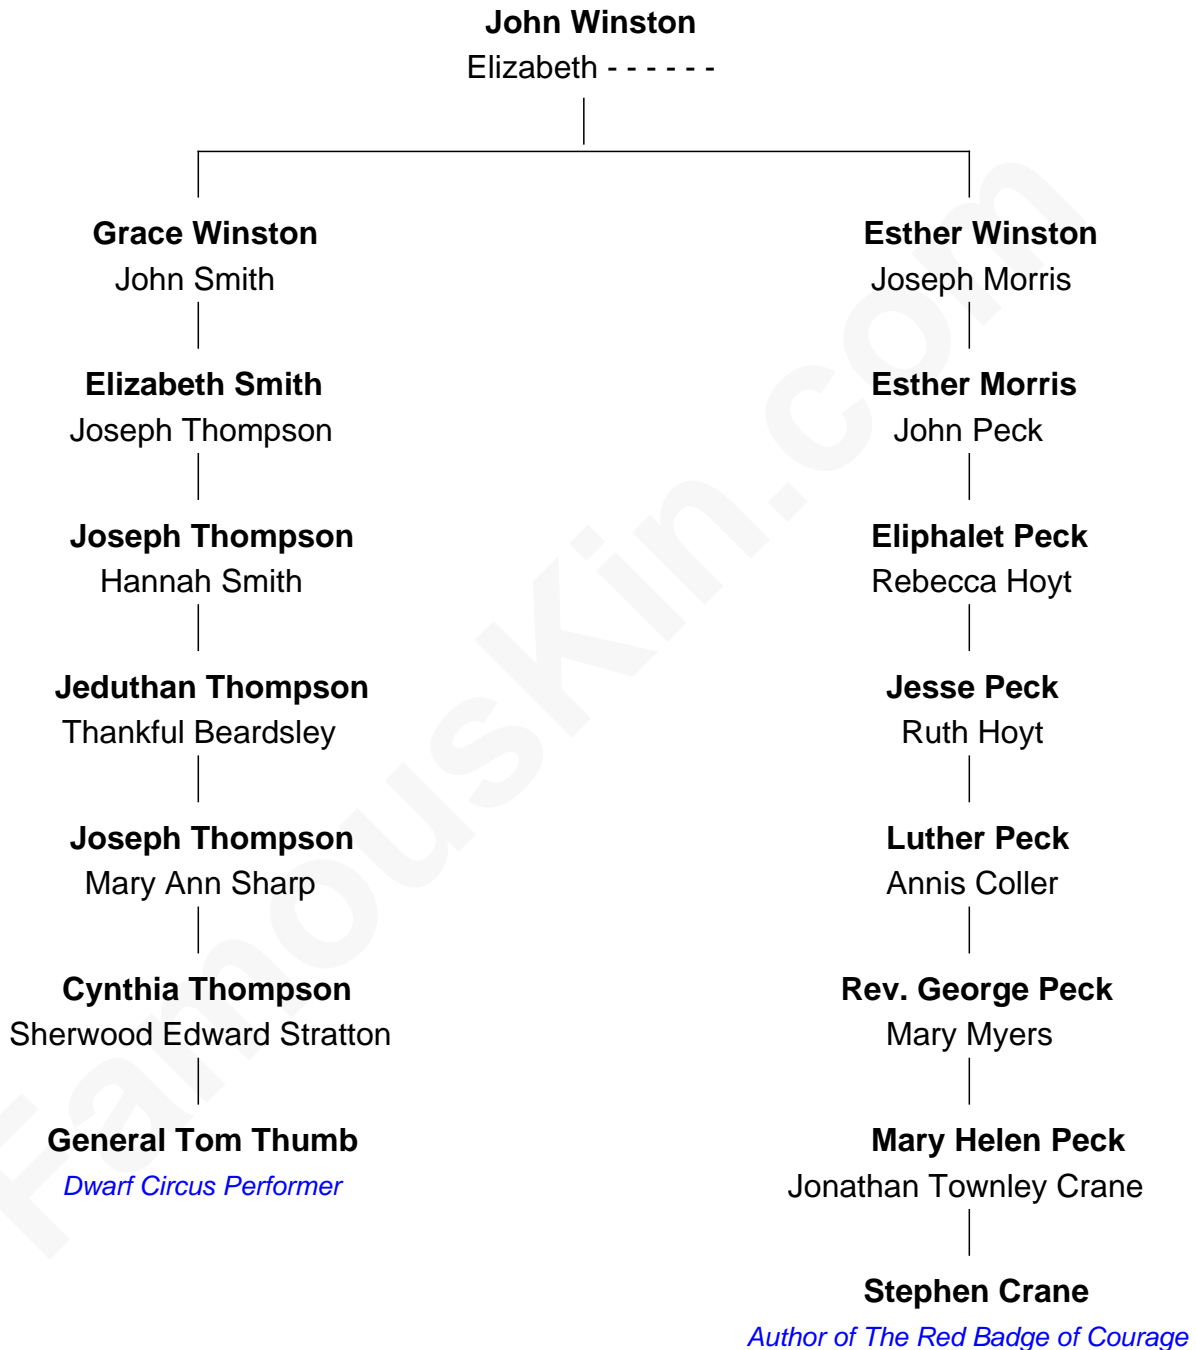 John Winston
Elizabeth - - - - - -
Grace Winston
John Smith
Elizabeth Smith
Joseph Thompson
Joseph Thompson
Hannah Smith
Jeduthan Thompson
Thankful Beardsley
Joseph Thompson
Mary Ann Sharp
Cynthia Thompson
Sherwood Edward Stratton
General Tom Thumb
Dwarf Circus Performer
Esther Winston
Joseph Morris
Esther Morris
John Peck
Eliphalet Peck
Rebecca Hoyt
Jesse Peck
Ruth Hoyt
Luther Peck
Annis Coller
Rev. George Peck
Mary Myers
Mary Helen Peck
Jonathan Townley Crane
Stephen Crane
Author of The Red Badge of Courage
FamousKin.com